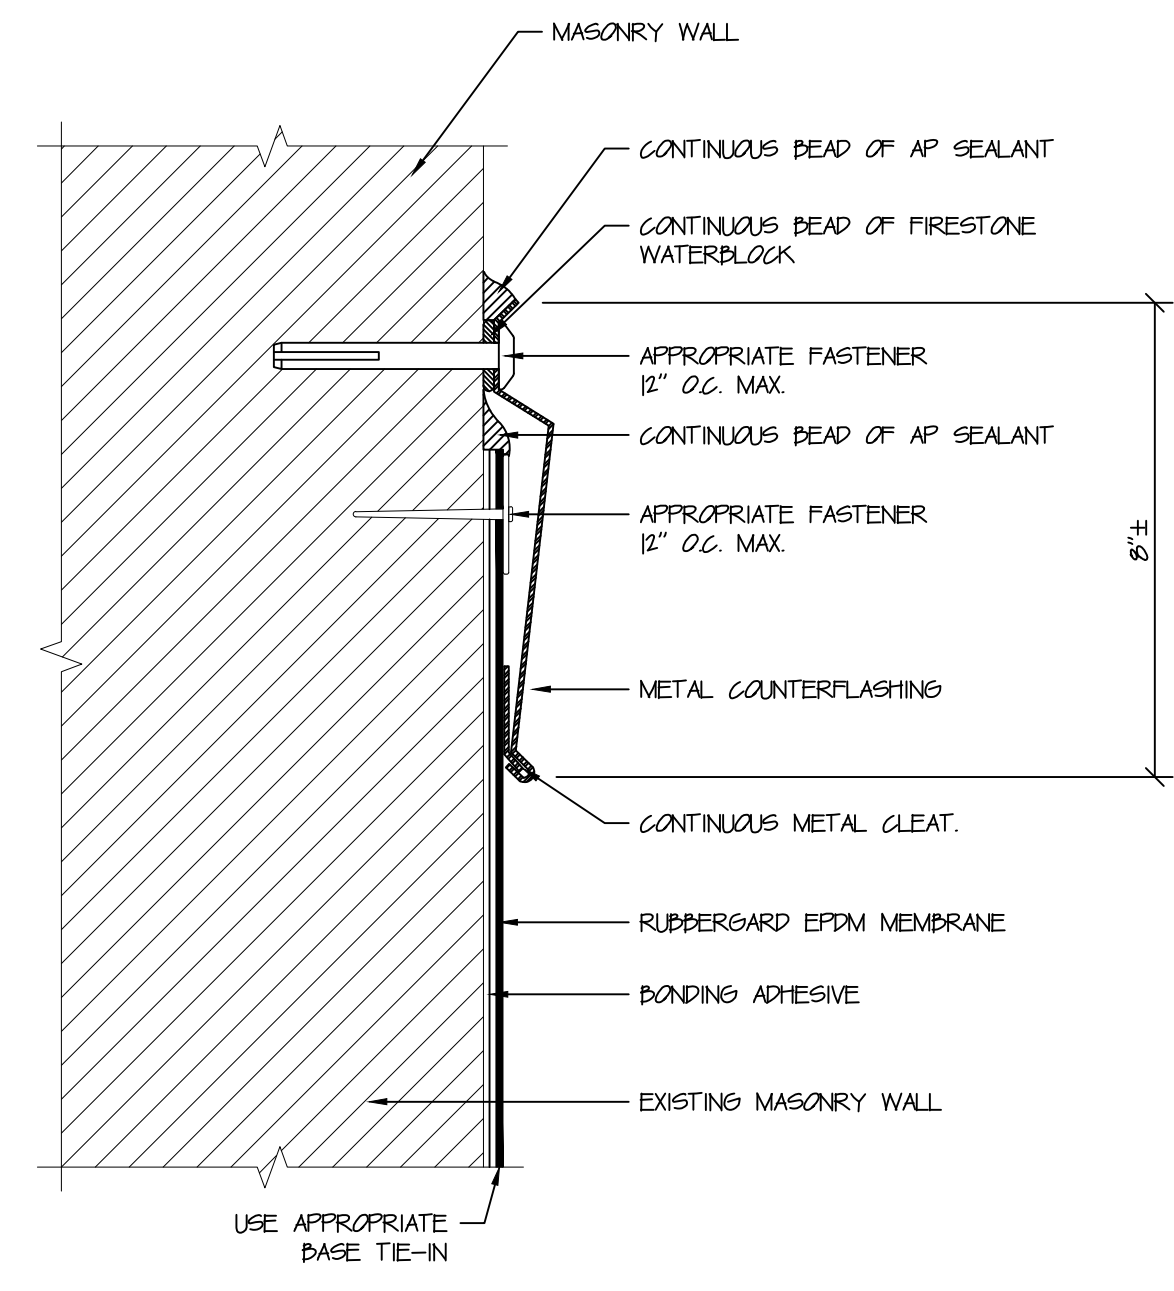 MASONRY WALL
CONTINUOUS BEAD OF AP SEALANT
CONTINUOUS BEAD OF FIRESTONE
WATERBLOCK
APPROPRIATE FASTENER
12" O.C. MAX.
CONTINUOUS BEAD OF AP SEALANT
APPROPRIATE FASTENER
12" O.C. MAX.
8"±
METAL COUNTERFLASHING
CONTINUOUS METAL CLEAT.
RUBBERGARD EPDM MEMBRANE
BONDING ADHESIVE
EXISTING MASONRY WALL
USE APPROPRIATE
BASE TIE-IN